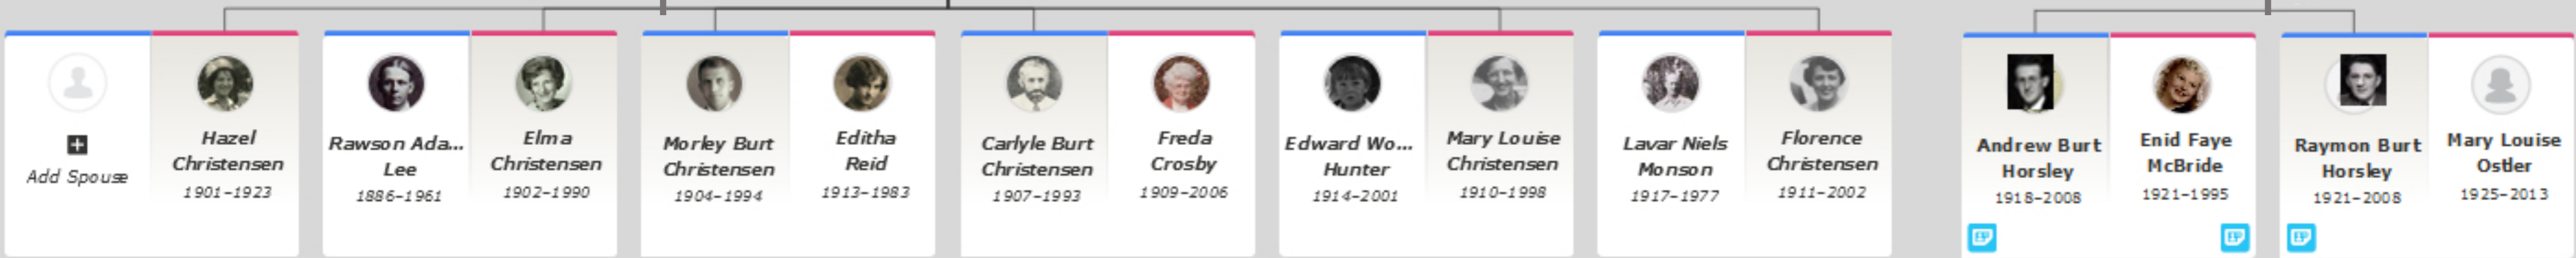 Add Spouse
Hazel
Christensen
1901–1923
Rawson Ada...
Lee
1886–1961
Elma
Christensen
1902–1990
Morley Burt
Christensen
1904–1994
Editha
Reid
1913–1983
Carlyle Burt
Christensen
1907–1993
Freda
Crosby
1909–2006
Edward Wo...
Hunter
1914–2001
Mary Louise
Christensen
1910–1998
Lavar Niels
Monson
1917–1977
Florence
Christensen
1911–2002
Andrew Burt
Horsley
1918–2008
Enid Faye
McBride
1921–1995
Raymon Burt
Horsley
1921–2008
Mary Louise
Ostler
1925–2013